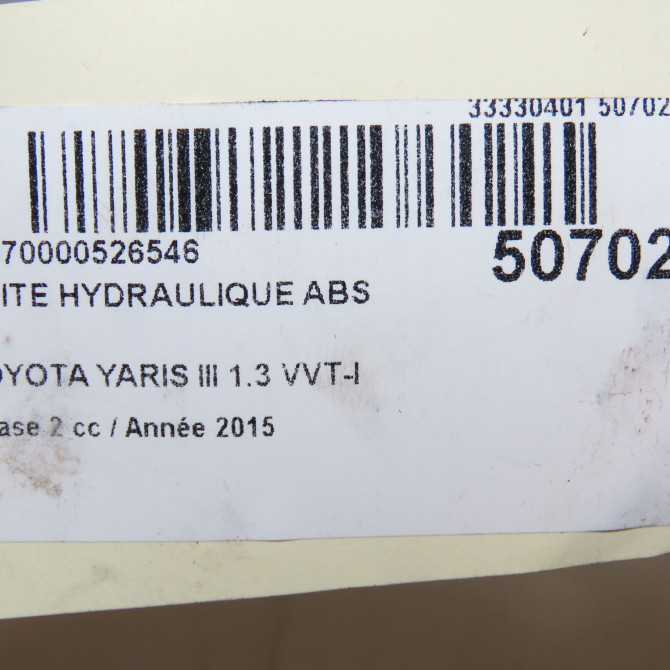 33330401 50702
70000526546
50702
ITE HYDRAULIQUE ABS
OYOTA YARIS III 1.3 VVT-I
ase 2 cc / Année 2015